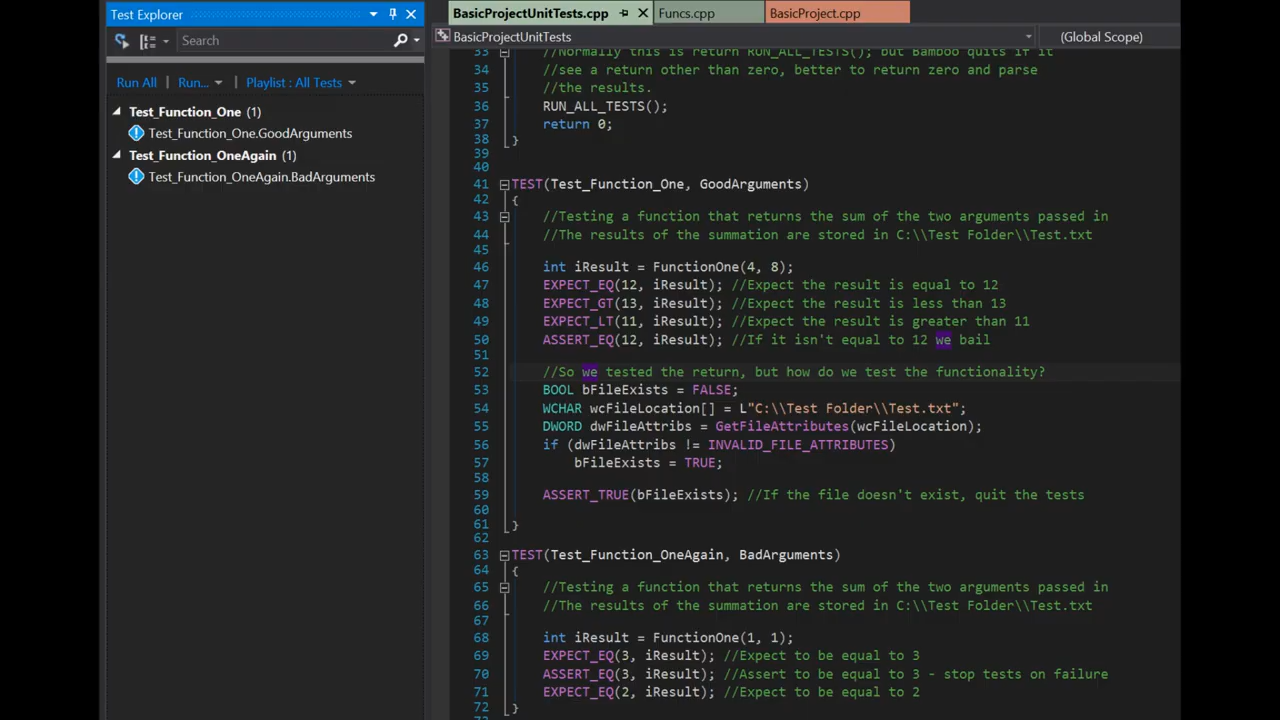 Test Explorer
Search
Run All | Run... | Playlist : All Tests
Test_Function_One (1)
Test_Function_One.GoodArguments
Test_Function_OneAgain (1)
Test_Function_OneAgain.BadArguments
BasicProjectUnitTests.cpp Funcs.cpp BasicProject.cpp
BasicProjectUnitTests (Global Scope)
33 //Normally this is return RUN_ALL_TESTS(); but Bamboo quits if it
34 //see a return other than zero, better to return zero and parse
35 //the results.
36 RUN_ALL_TESTS();
37 return 0;
38 }
39
40
41 TEST(Test_Function_One, GoodArguments)
42 {
43 //Testing a function that returns the sum of the two arguments passed in
44 //The results of the summation are stored in C:\\Test Folder\\Test.txt
45
46 int iResult = FunctionOne(4, 8);
47 EXPECT_EQ(12, iResult); //Expect the result is equal to 12
48 EXPECT_GT(13, iResult); //Expect the result is less than 13
49 EXPECT_LT(11, iResult); //Expect the result is greater than 11
50 ASSERT_EQ(12, iResult); //If it isn't equal to 12 we bail
51
52 //So we tested the return, but how do we test the functionality?
53 BOOL bFileExists = FALSE;
54 WCHAR wcFileLocation[] = L"C:\\Test Folder\\Test.txt";
55 DWORD dwFileAttribs = GetFileAttributes(wcFileLocation);
56 if (dwFileAttribs != INVALID_FILE_ATTRIBUTES)
57 bFileExists = TRUE;
58
59 ASSERT_TRUE(bFileExists); //If the file doesn't exist, quit the tests
60
61 }
62
63 TEST(Test_Function_OneAgain, BadArguments)
64 {
65 //Testing a function that returns the sum of the two arguments passed in
66 //The results of the summation are stored in C:\\Test Folder\\Test.txt
67
68 int iResult = FunctionOne(1, 1);
69 EXPECT_EQ(3, iResult); //Expect to be equal to 3
70 ASSERT_EQ(3, iResult); //Assert to be equal to 3 - stop tests on failure
71 EXPECT_EQ(2, iResult); //Expect to be equal to 2
72 }